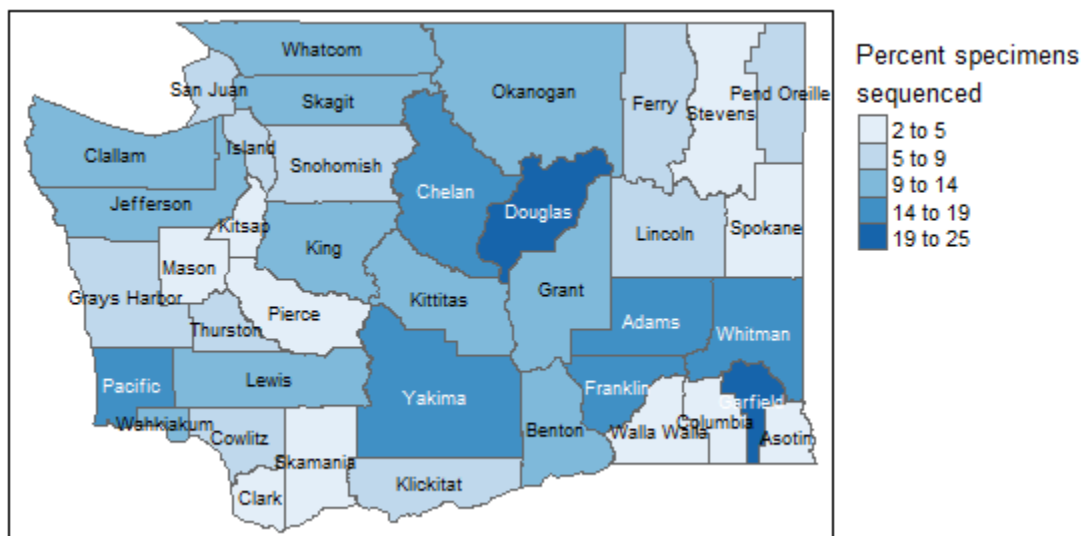 Whatcom
San Juan
Skagit
Okanogan
Ferry
Stevens
Pend Oreille
Clallam
Island
Snohomish
Chelan
Douglas
Jefferson
Kitsap
King
Lincoln
Spokane
Mason
Grays Harbor
Kittitas
Grant
Thurston
Pierce
Adams
Whitman
Pacific
Lewis
Yakima
Franklin
Garfield
Wahkiakum
Cowlitz
Benton
Walla Walla
Columbia
Asotin
Skamania
Clark
Klickitat
Percent specimens
sequenced
2 to 5
5 to 9
9 to 14
14 to 19
19 to 25